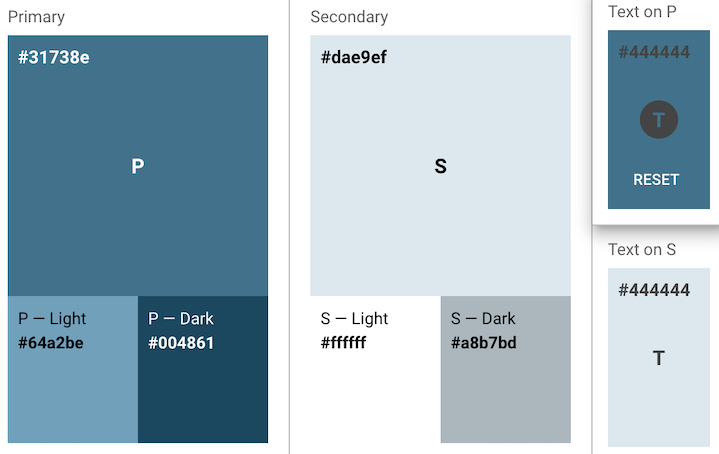 Primary
#31738e
P
P — Light
#64a2be
P — Dark
#004861
Secondary
#dae9ef
S
S — Light
#ffffff
S — Dark
#a8b7bd
Text on P
#444444
T
RESET
Text on S
#444444
T